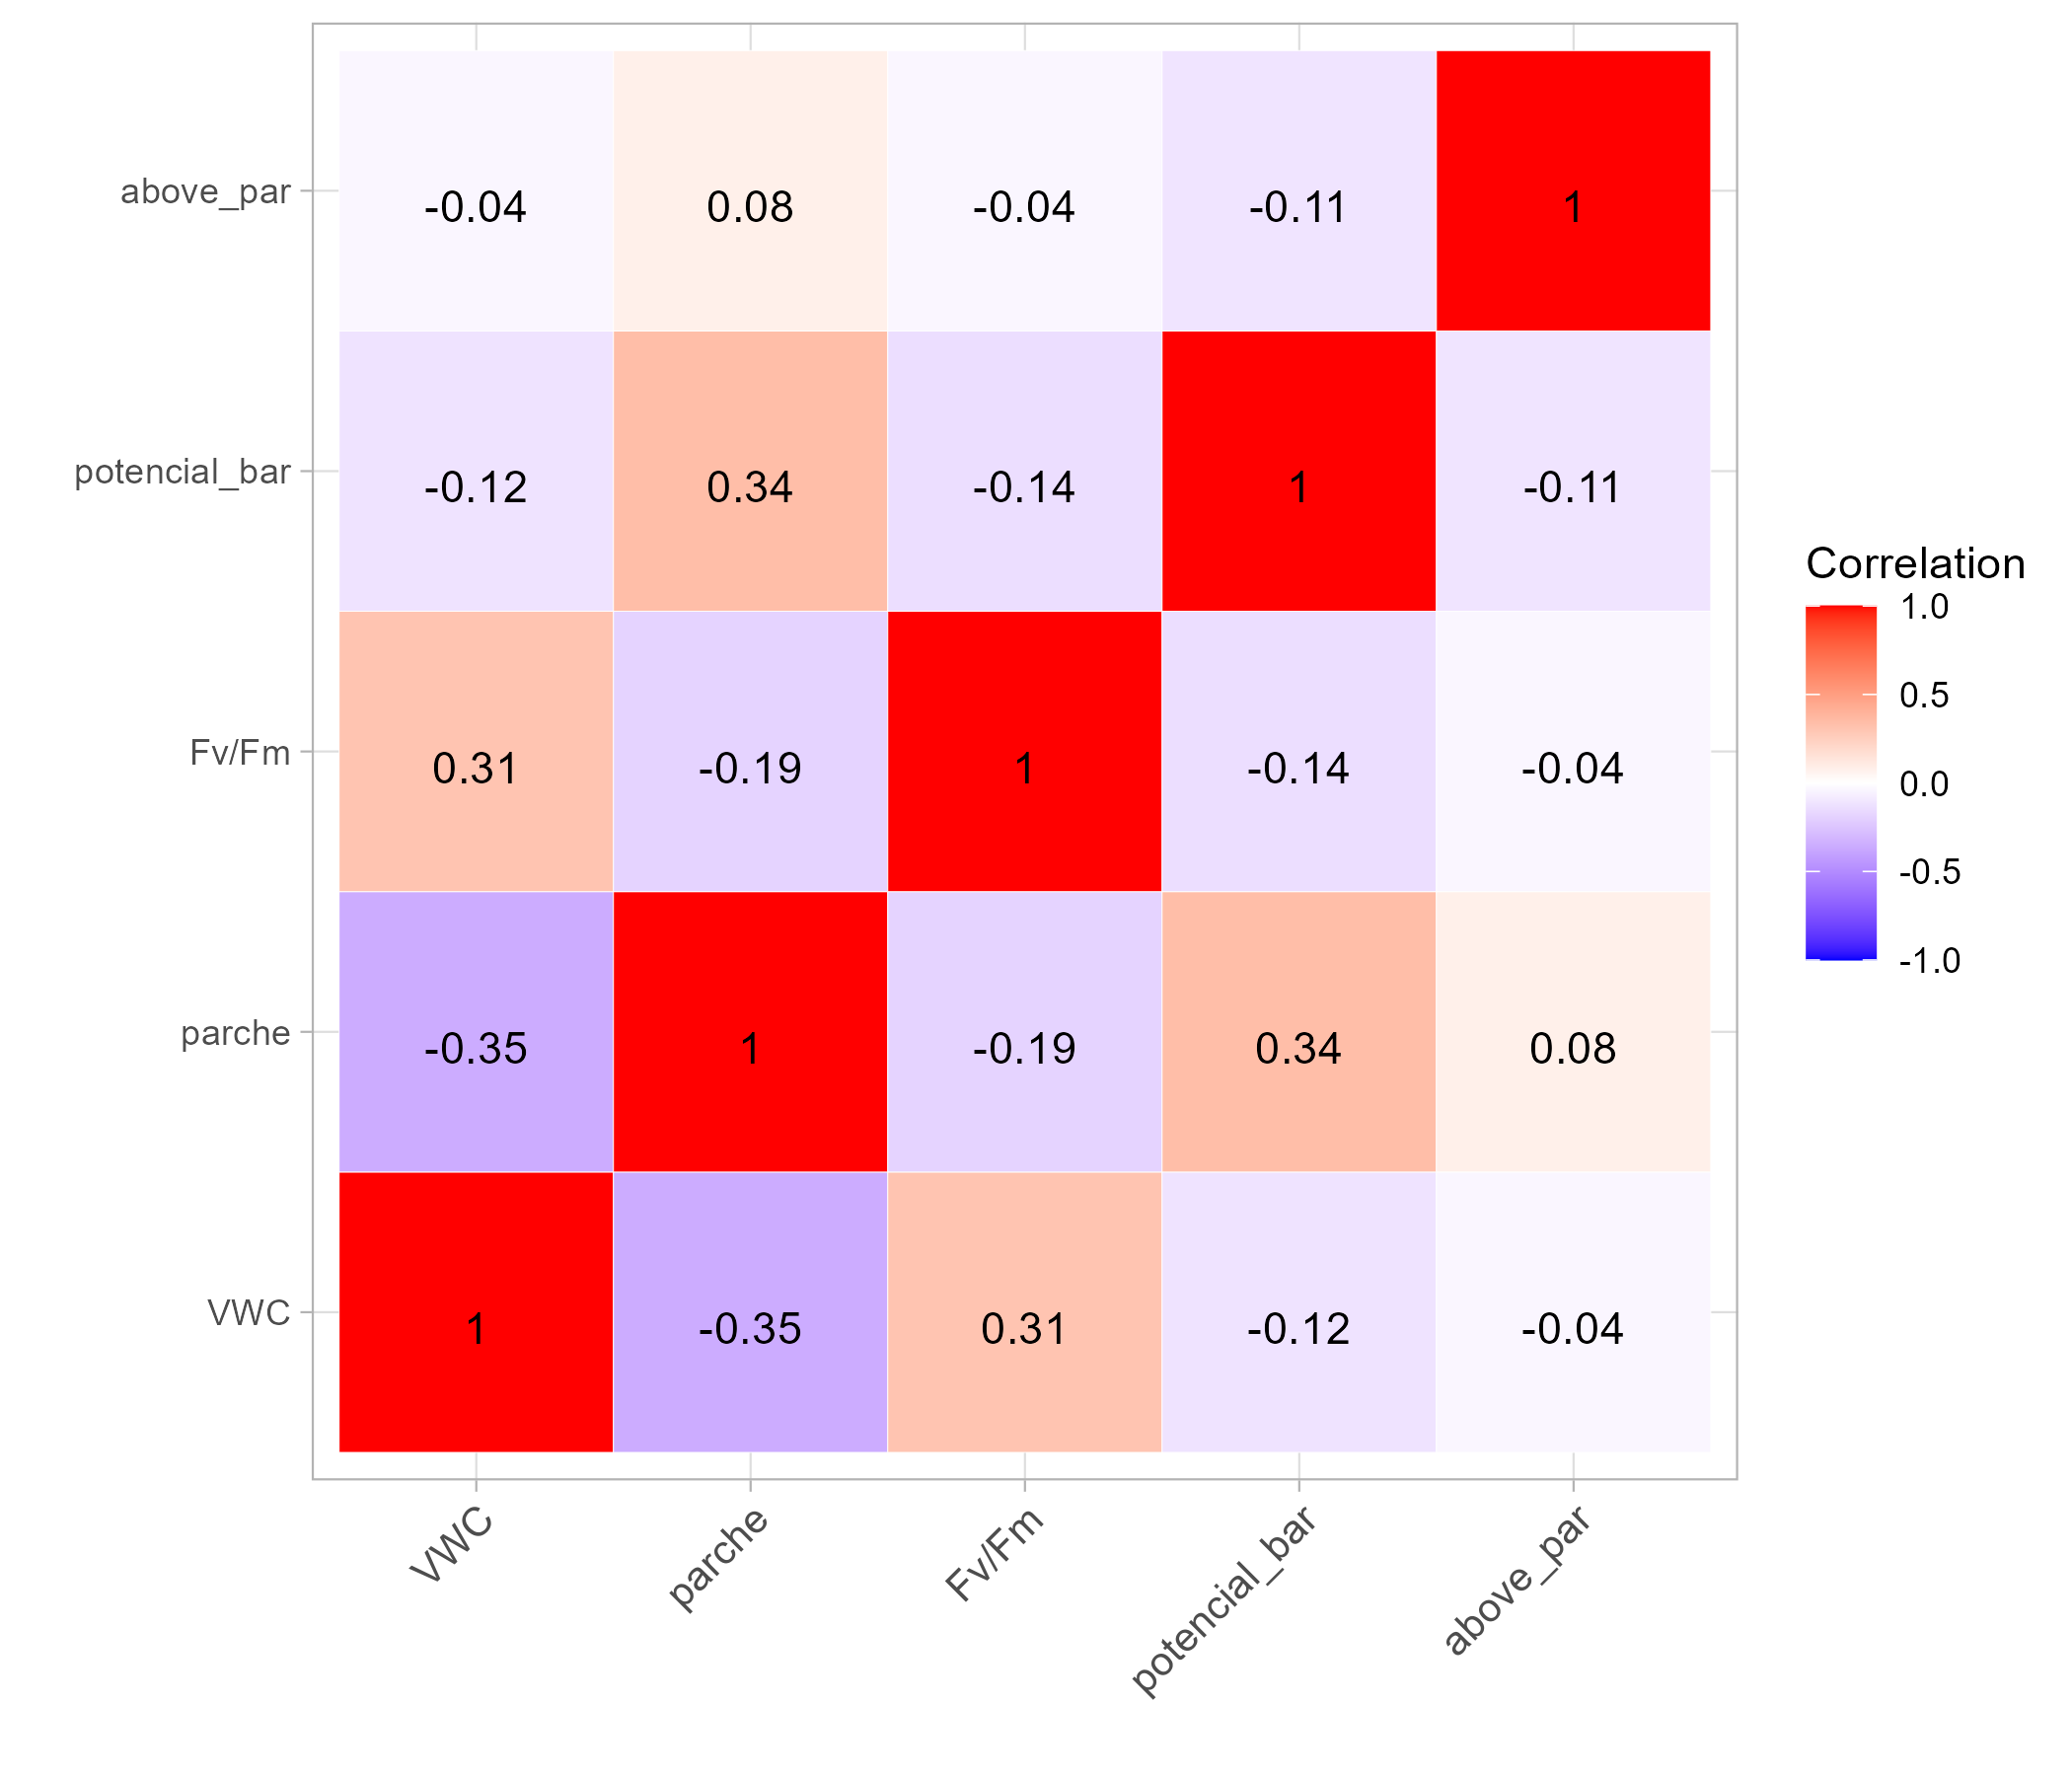 above_par -0.04 0.08 -0.04 -0.11 1
potencial_bar -0.12 0.34 -0.14 1 -0.11
Fv/Fm 0.31 -0.19 1 -0.14 -0.04
parche -0.35 1 -0.19 0.34 0.08
VWC 1 -0.35 0.31 -0.12 -0.04
VWC parche Fv/Fm potencial_bar above_par
Correlation
1.0
0.5
0.0
-0.5
-1.0